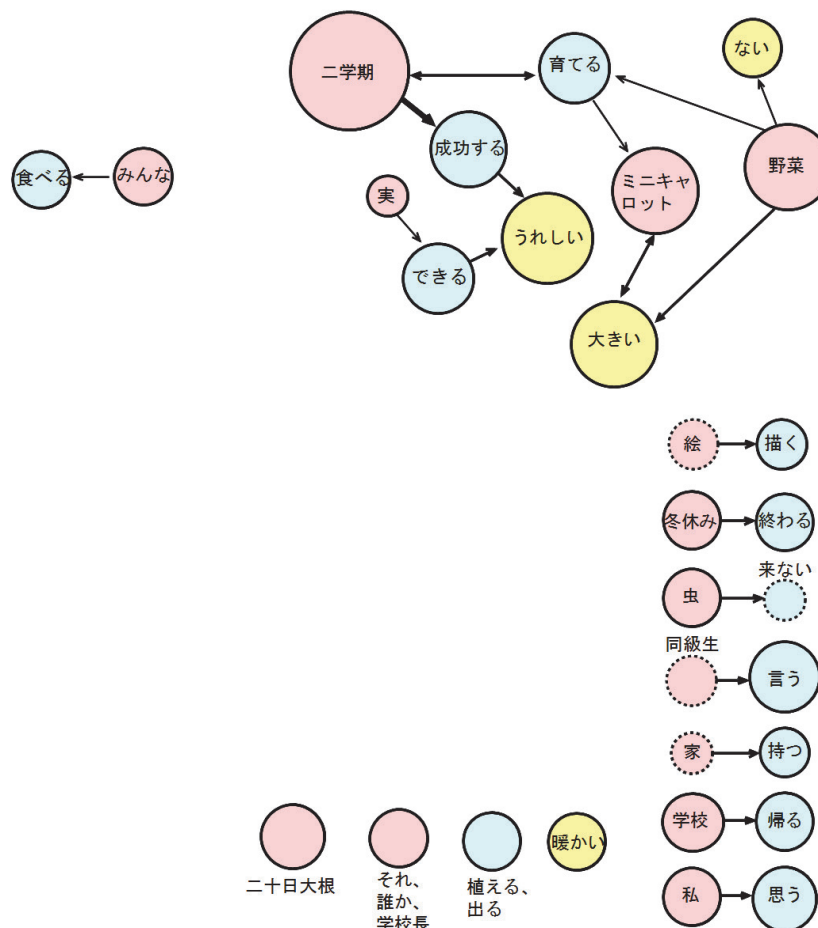 ない
二学期
育てる
成功する
食べる
みんな
実
ミニキャ
ロット
野菜
うれしい
できる
大きい
絵
描く
冬休み
終わる
来ない
虫
同級生
言う
家
持つ
学校
帰る
暖かい
二十日大根
それ、
誰か、
学校長
植える、
出る
私
思う